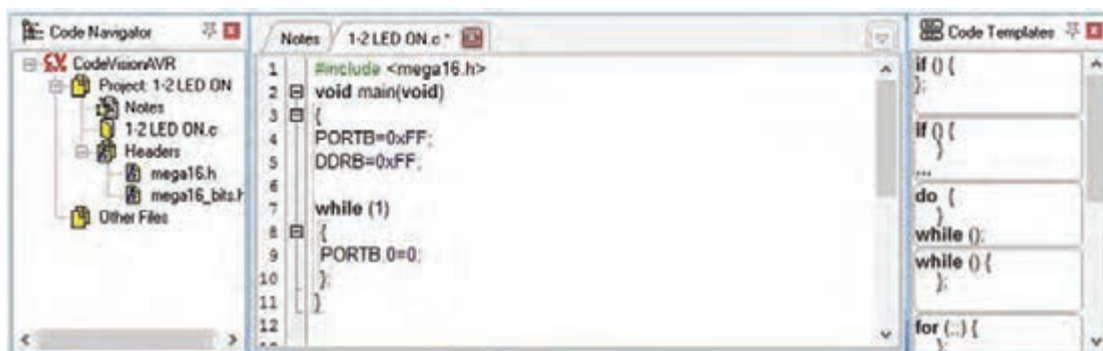 Code Navigator
CodeVisionAVR
Project: 1-2 LED ON
Notes
1-2 LED ON.c
Headers
mega16.h
mega16_bits.h
Other Files
Notes
1-2 LED ON.c *
1 #include <mega16.h>
2 void main(void)
3 {
4 PORTB=0xFF;
5 DDRB=0xFF;
6
7 while (1)
8 {
9 PORTB.0=0;
10 };
11 }
12
Code Templates
if () {
};
if () {
}
...
do {
}
while ();
while () {
};
for (;;) {
};